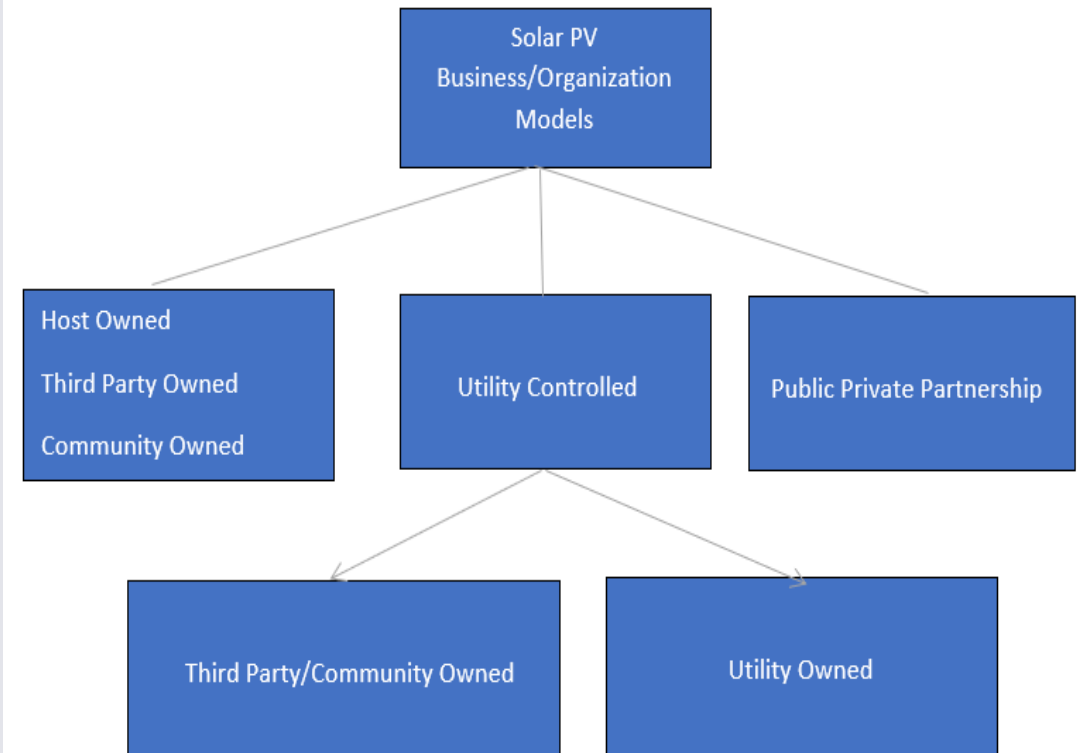 Solar PV
Business/Organization
Models
Host Owned
Third Party Owned
Community Owned
Utility Controlled
Public Private Partnership
Third Party/Community Owned
Utility Owned